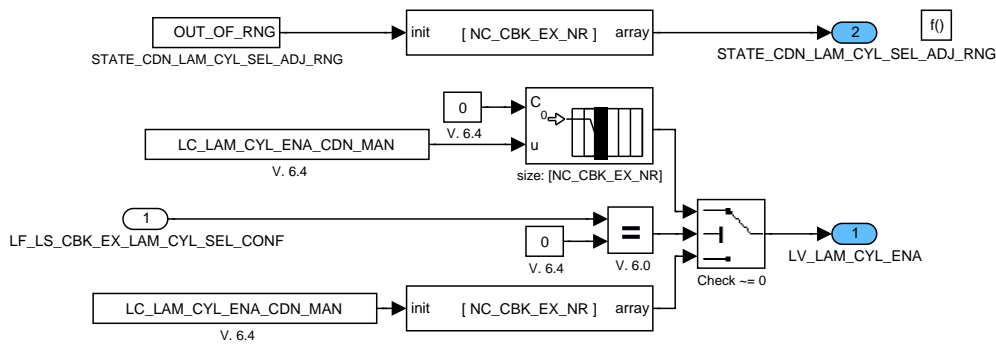 OUT_OF_RNG
STATE_CDN_LAM_CYL_SEL_ADJ_RNG
init [ NC_CBK_EX_NR ] array
2
STATE_CDN_LAM_CYL_SEL_ADJ_RNG
f()
0
V. 6.4
C
0
u
size: [NC_CBK_EX_NR]
LC_LAM_CYL_ENA_CDN_MAN
V. 6.4
1
LF_LS_CBK_EX_LAM_CYL_SEL_CONF
0
V. 6.4
=
V. 6.0
Check ~= 0
1
LV_LAM_CYL_ENA
LC_LAM_CYL_ENA_CDN_MAN
V. 6.4
init [ NC_CBK_EX_NR ] array